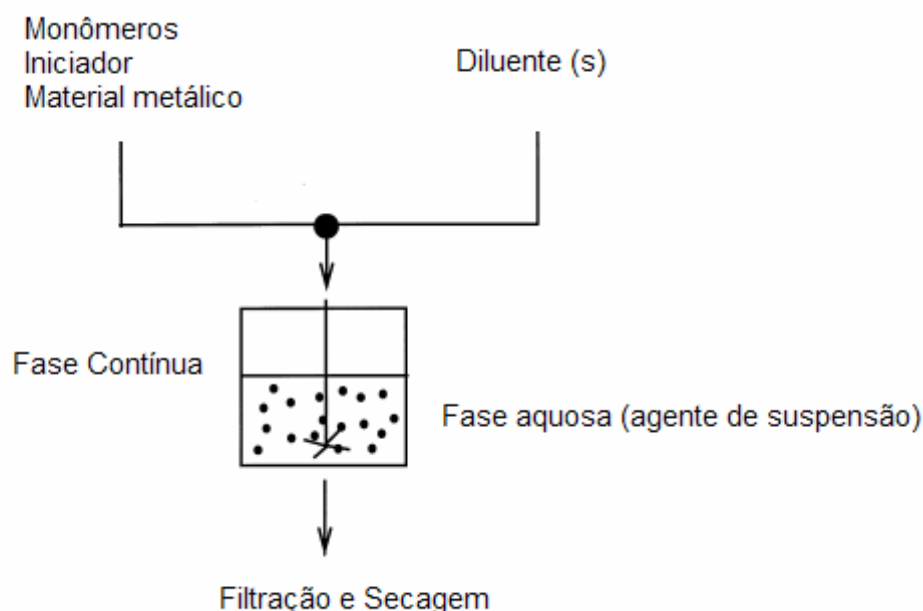 Monômeros
Iniciador
Material metálico
Diluente (s)
Fase Contínua
Fase aquosa (agente de suspensão)
Filtração e Secagem